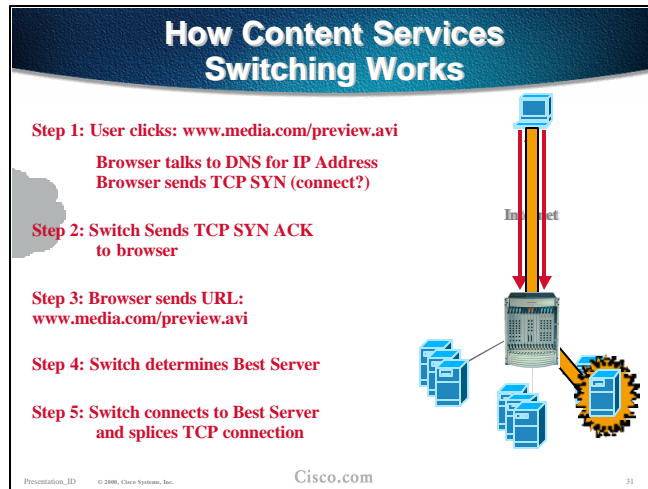 How Content Services
Switching Works
Step 1: User clicks: www.media.com/preview.avi
Browser talks to DNS for IP Address
Browser sends TCP SYN (connect?)
Internet
Step 2: Switch Sends TCP SYN ACK
to browser
Step 3: Browser sends URL:
www.media.com/preview.avi
Step 4: Switch determines Best Server
Step 5: Switch connects to Best Server
and splices TCP connection
Presentation_ID © 2000, Cisco Systems, Inc. Cisco.com 31